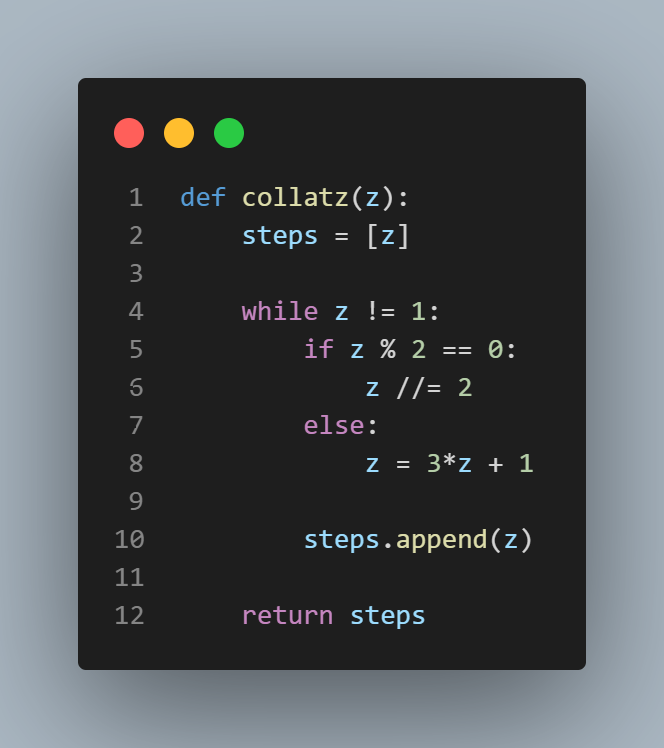 1 def collatz(z):
2     steps = [z]
3
4     while z != 1:
5         if z % 2 == 0:
6             z //= 2
7         else:
8             z = 3*z + 1
9
10         steps.append(z)
11
12     return steps